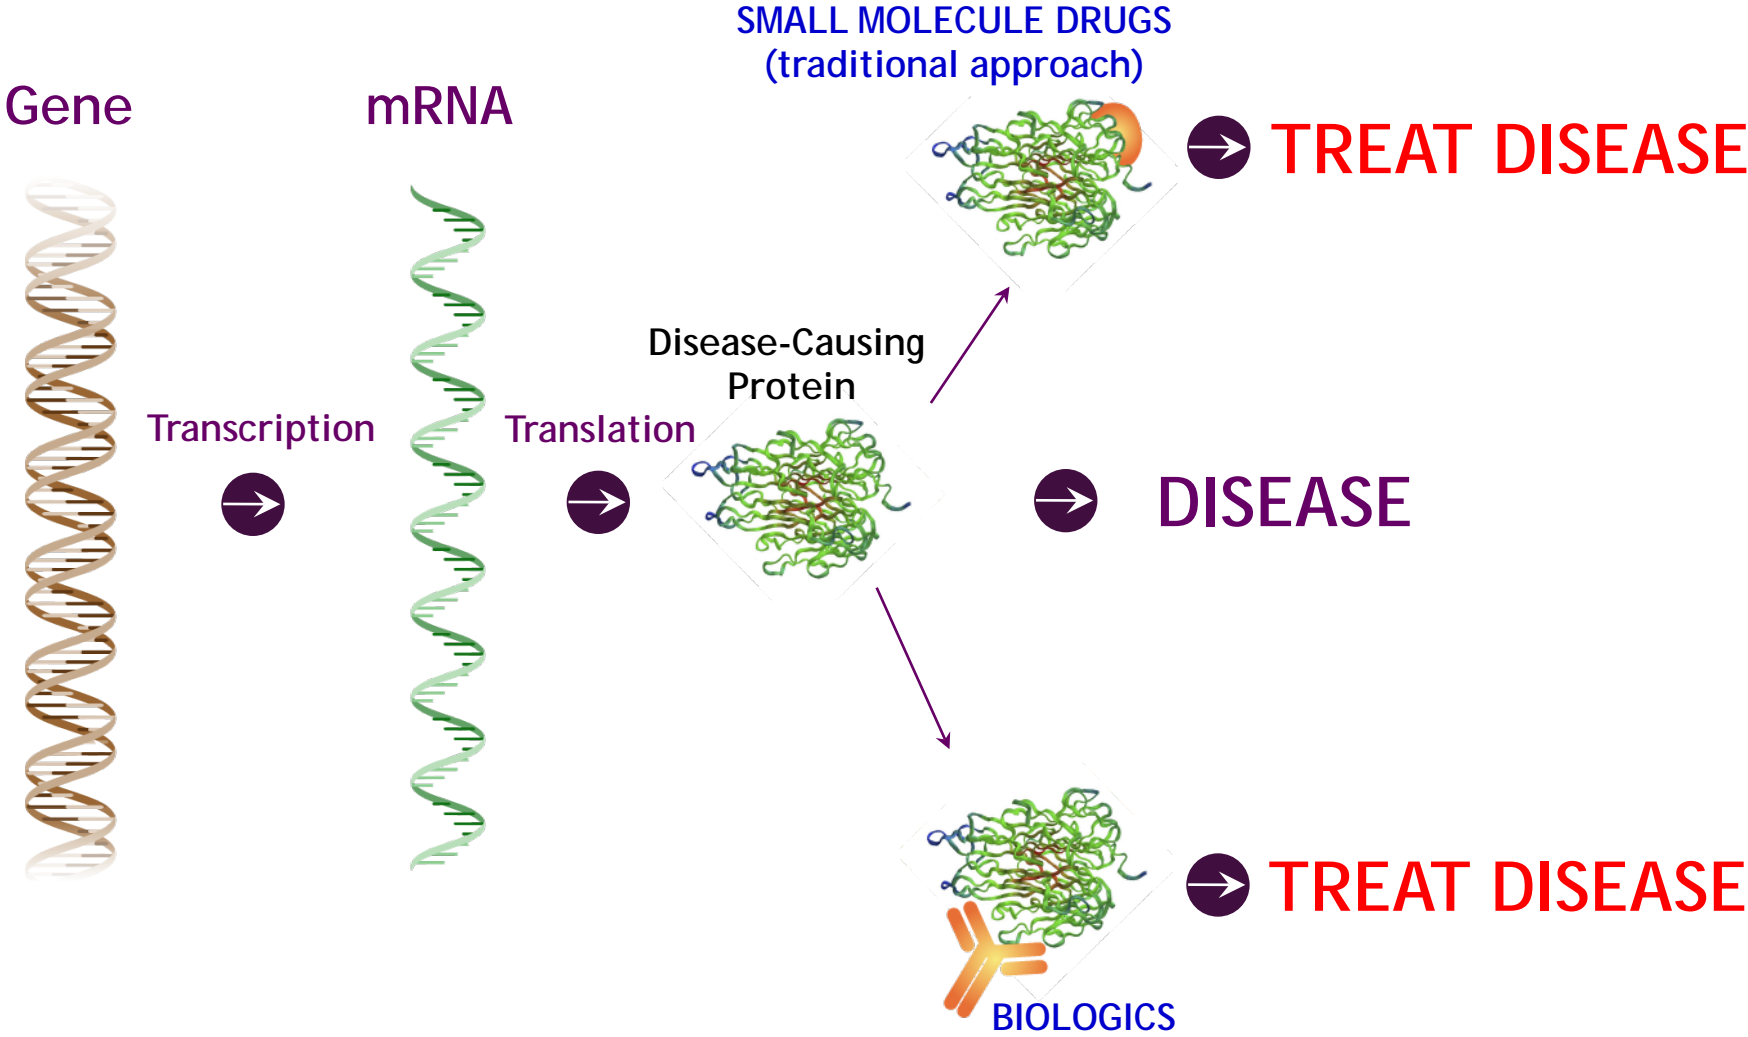 SMALL MOLECULE DRUGS
(traditional approach)
Gene
mRNA
TREAT DISEASE
Disease-Causing
Protein
Transcription
Translation
DISEASE
TREAT DISEASE
BIOLOGICS